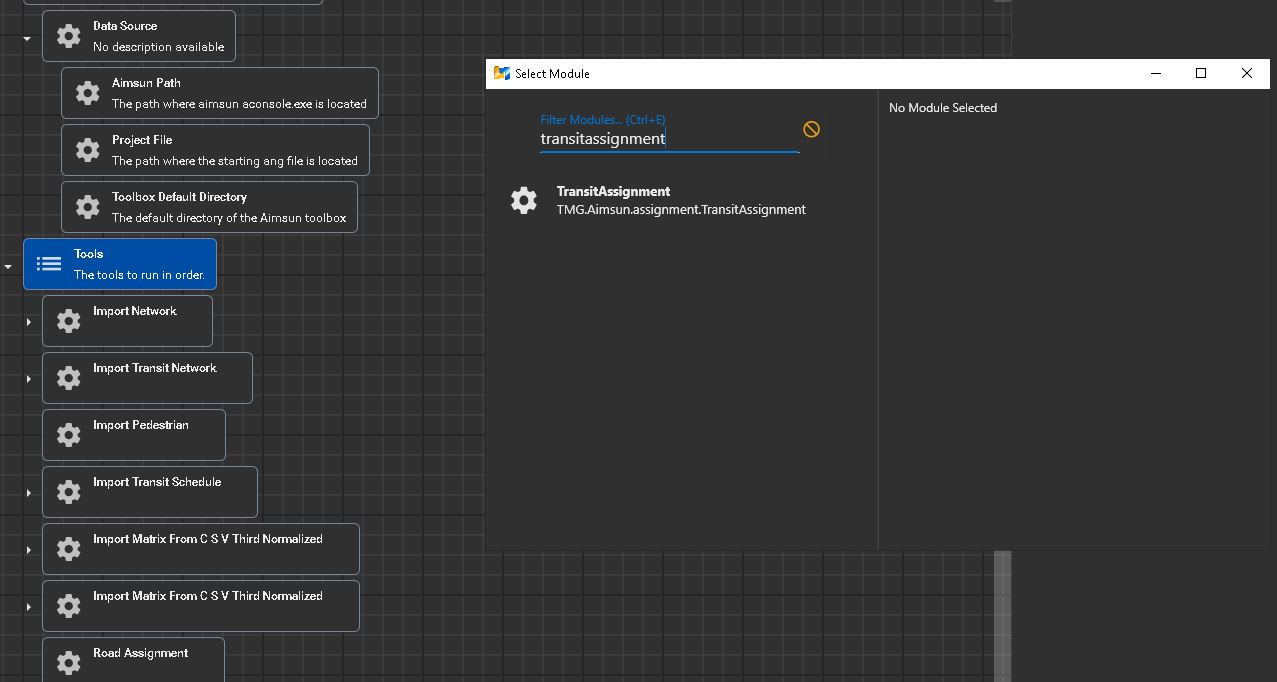 Data Source
No description available
Aimsun Path
The path where aimsun aconsole.exe is located
Project File
The path where the starting ang file is located
Toolbox Default Directory
The default directory of the Aimsun toolbox
Tools
The tools to run in order.
Import Network
Import Transit Network
Import Pedestrian
Import Transit Schedule
Import Matrix From C S V Third Normalized
Import Matrix From C S V Third Normalized
Road Assignment
Select Module
Filter Modules... (Ctrl+E)
transitassignment
TransitAssignment
TMG.Aimsun.assignment.TransitAssignment
No Module Selected